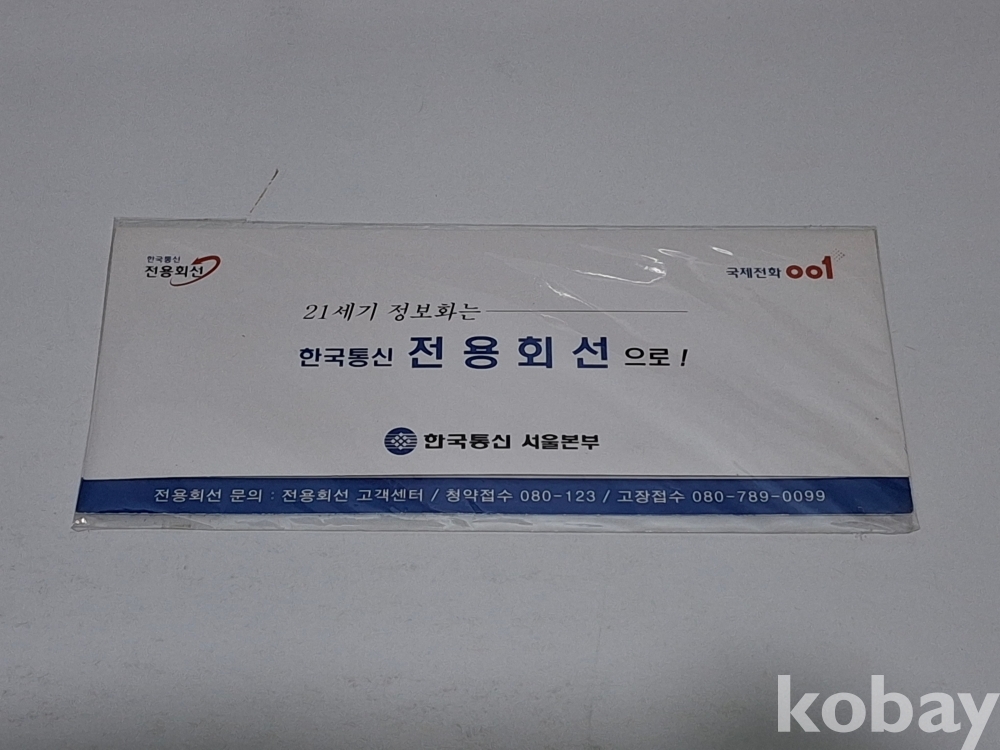 한국통신
전용회선
국제전화 001
21세기 정보화는
한국통신 전용회선으로!
한국통신 서울본부
전용회선 문의 : 전용회선 고객센터 / 청약접수 080-123 / 고장접수 080-789-0099
kobay